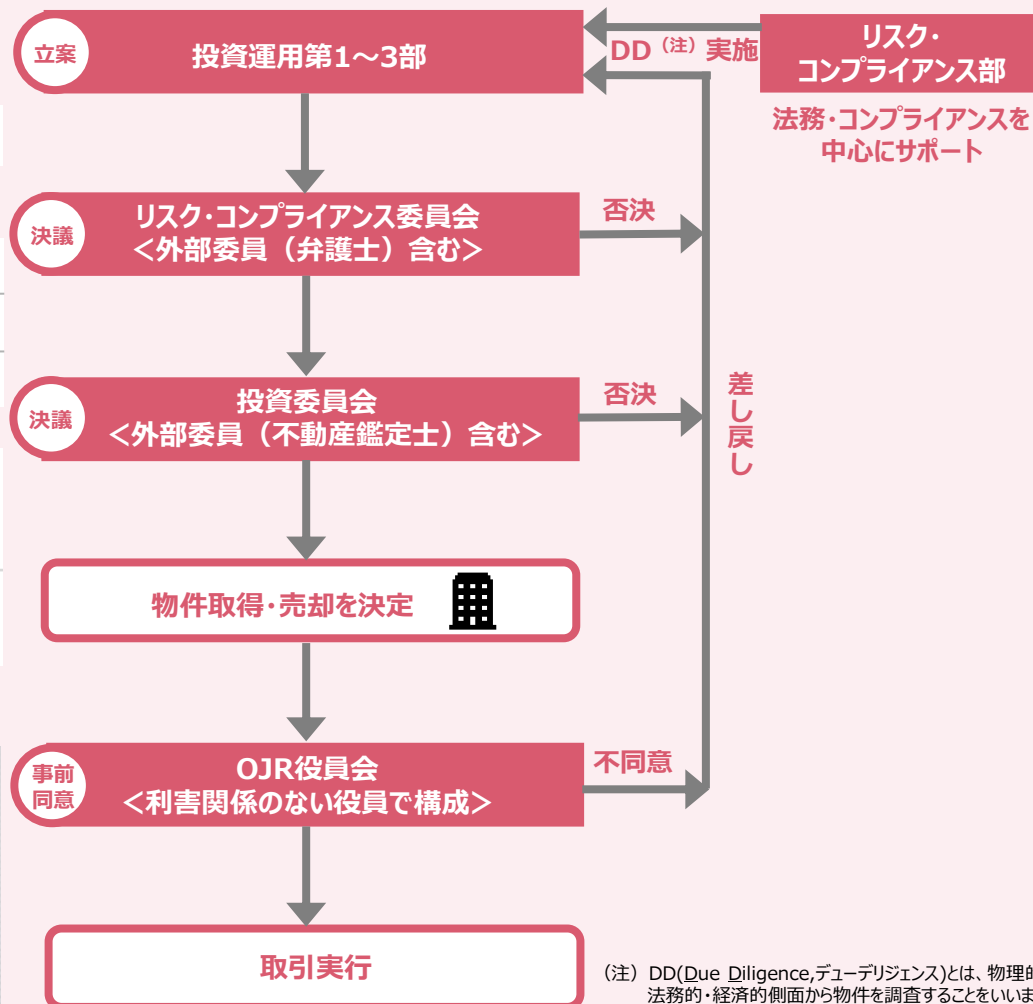 立案
投資運用第1～3部
DD（注）実施
リスク・
コンプライアンス部
法務・コンプライアンスを
中心にサポート
決議
リスク・コンプライアンス委員会
＜外部委員（弁護士）含む＞
否決
決議
投資委員会
＜外部委員（不動産鑑定士）含む＞
否決
差し戻し
物件取得・売却を決定
事前
同意
OJR役員会
＜利害関係のない役員で構成＞
不同意
取引実行
（注）DD(Due Diligence,デューデリジェンス)とは、物理的
法務的・経済的側面から物件を調査することをいいま